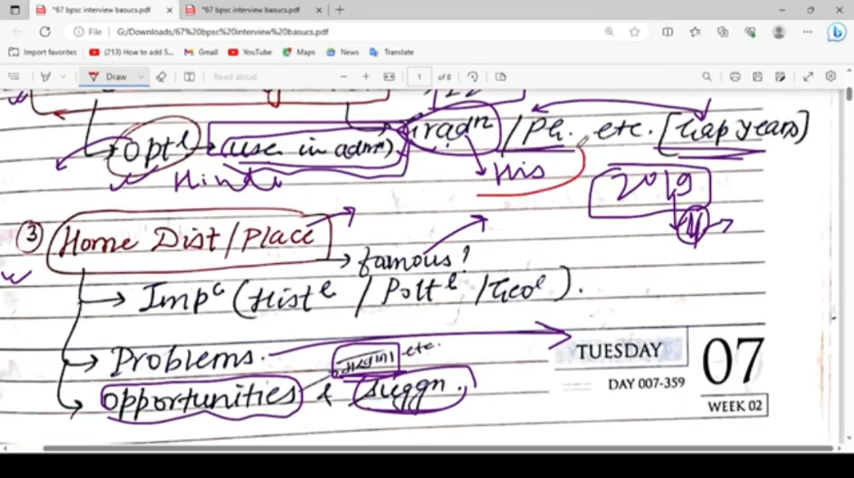 *67 bpsc interview basucs.pdf
*67 bpsc interview basucs.pdf
File G:/Downloads/67%20bpsc%20interview%20basucs.pdf
Import favorites (213) How to add S... Gmail YouTube Maps News Translate
Draw Read aloud 1 of 8
→ Optˡ → (use in admn) Gradn / PG. etc. [Gap years]
Hindi His 2019
③ Home Dist/Place
→ famous?
→ Impᶜ (Histˡ / Poltˡ / Geoˡ).
→ Problems. etc.
→ Opportunities & Suggn.
TUESDAY 07
DAY 007-359
WEEK 02